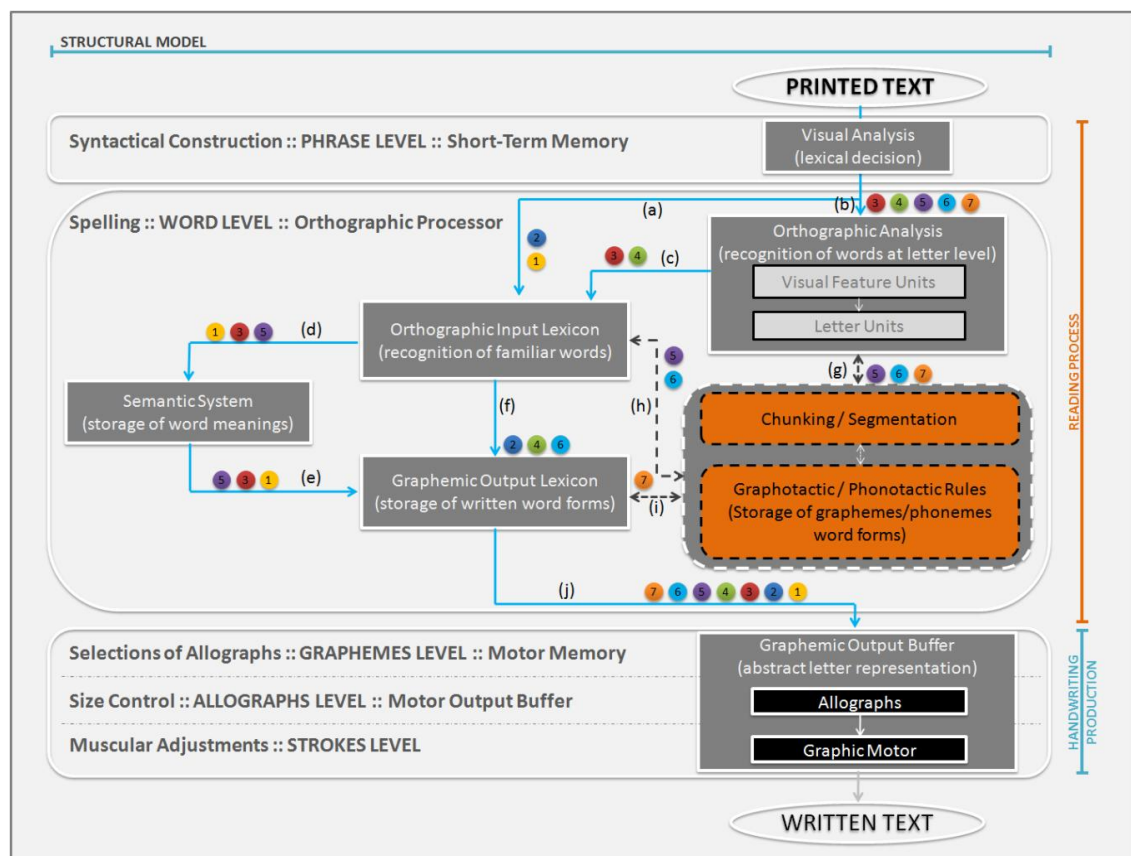 STRUCTURAL MODEL
PRINTED TEXT
Syntactical Construction :: PHRASE LEVEL :: Short-Term Memory
Visual Analysis
(lexical decision)
Spelling :: WORD LEVEL :: Orthographic Processor
(a)
(b)
3 4 5 6 7
2
1
Orthographic Analysis
(recognition of words at letter level)
Visual Feature Units
Letter Units
3 4
(c)
1 3 5
(d)
Orthographic Input Lexicon
(recognition of familiar words)
5
6
(g)
5 6 7
Semantic System
(storage of word meanings)
(f)
(h)
Chunking / Segmentation
2 4 6
5 3 1
(e)
Graphemic Output Lexicon
(storage of written word forms)
7
(i)
Graphotactic / Phonotactic Rules
(Storage of graphemes/phonemes
word forms)
(j)
7 6 5 4 3 2 1
READING PROCESS
Selections of Allographs :: GRAPHEMES LEVEL :: Motor Memory
Size Control :: ALLOGRAPHS LEVEL :: Motor Output Buffer
Muscular Adjustments :: STROKES LEVEL
Graphemic Output Buffer
(abstract letter representation)
Allographs
Graphic Motor
HANDWRITING
PRODUCTION
WRITTEN TEXT